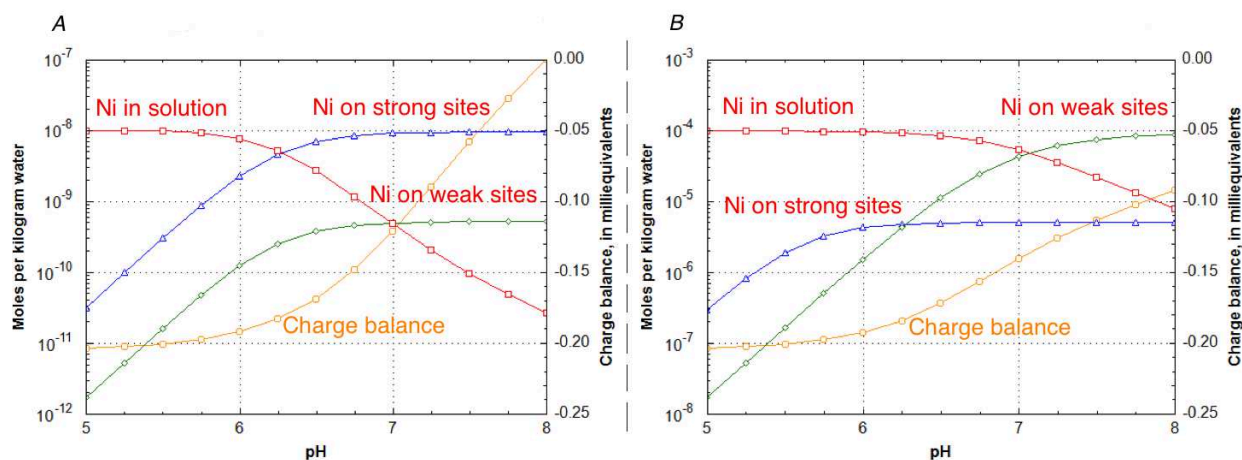 A
B
10⁻⁷
10⁻⁸
10⁻⁹
10⁻¹⁰
10⁻¹¹
10⁻¹²
Moles per kilogram water
Ni in solution
Ni on strong sites
Ni on weak sites
Charge balance
0.00
-0.05
-0.10
-0.15
-0.20
-0.25
Charge balance, in milliequivalents
5
6
7
8
pH
10⁻³
10⁻⁴
10⁻⁵
10⁻⁶
10⁻⁷
10⁻⁸
Moles per kilogram water
Ni in solution
Ni on weak sites
Ni on strong sites
Charge balance
0.00
-0.05
-0.10
-0.15
-0.20
-0.25
Charge balance, in milliequivalents
5
6
7
8
pH